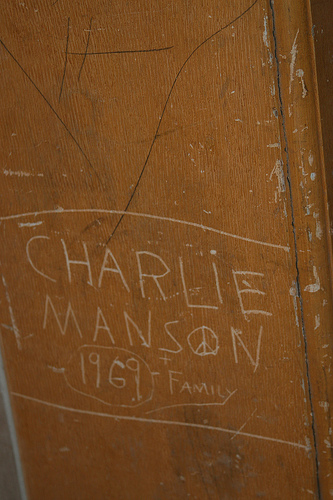 CHARLIE
MANSON
1969 + FAMILY